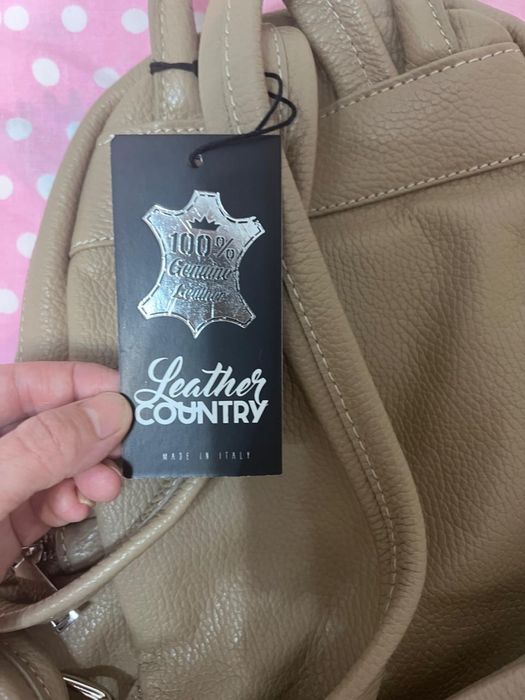 100%
Genuine
Leather
Leather
COUNTRY
MADE IN ITALY